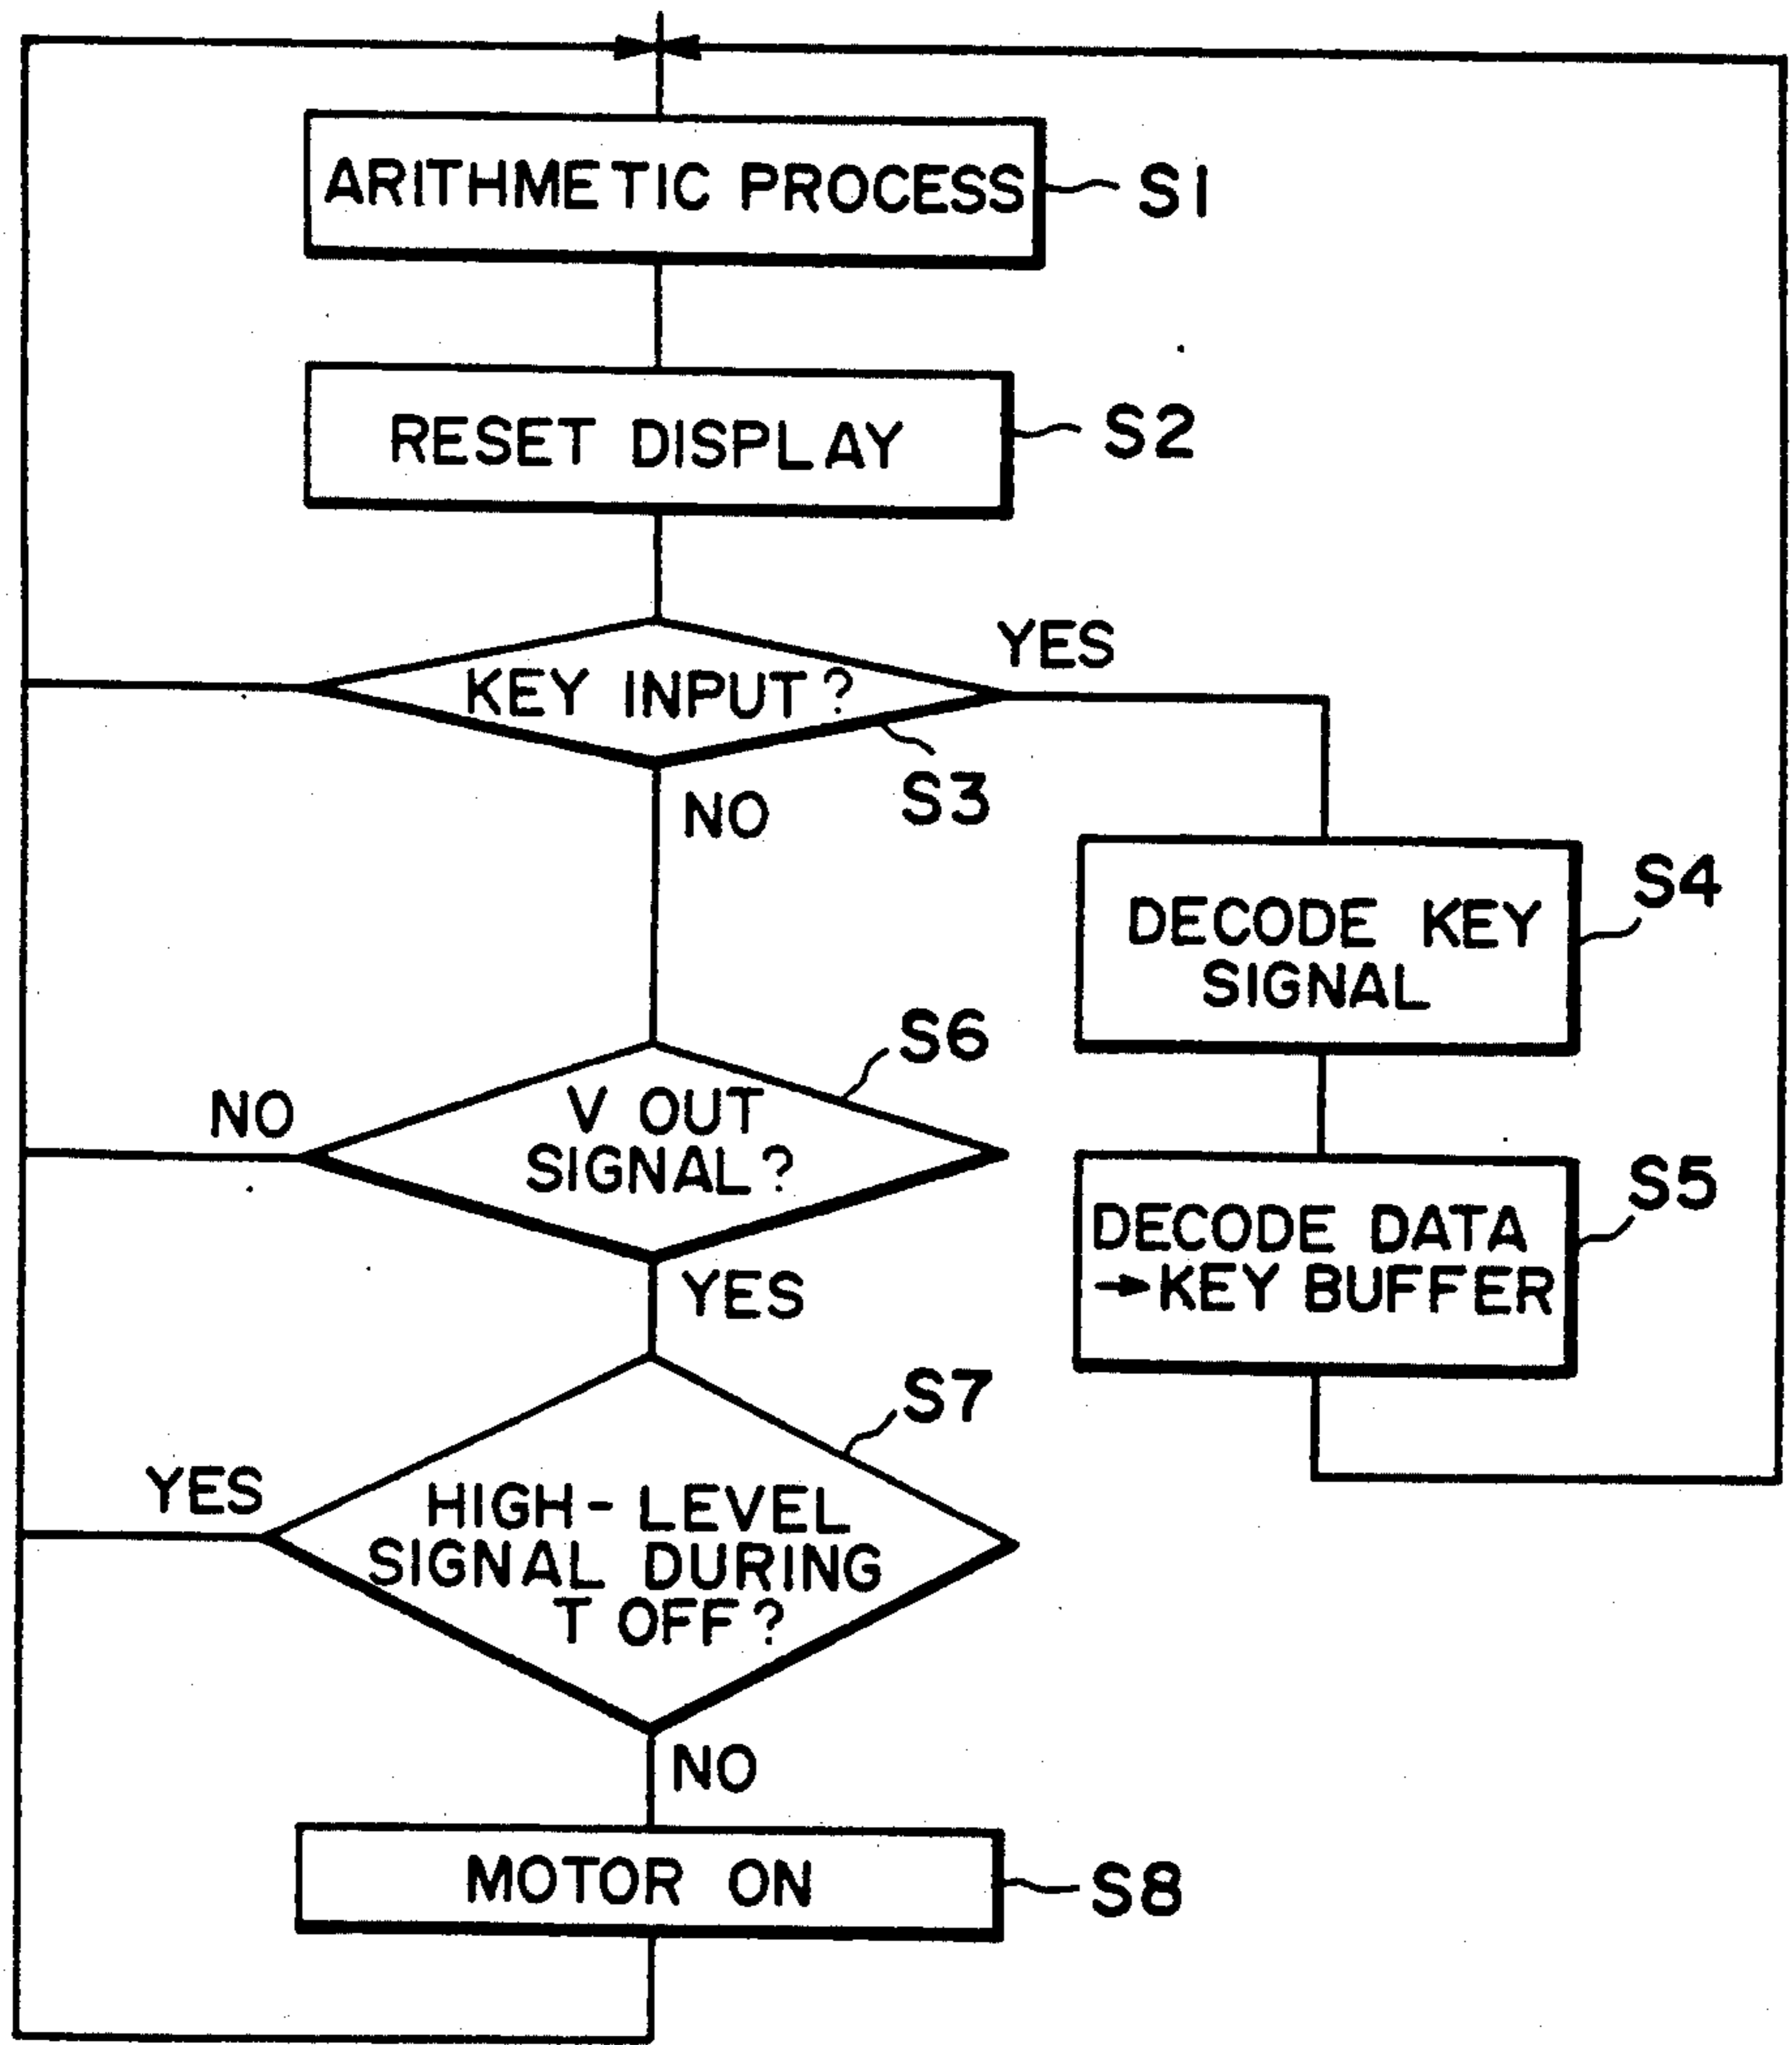 ARITHMETIC PROCESS
S1
RESET DISPLAY
S2
KEY INPUT?
YES
S3
NO
DECODE KEY
SIGNAL
S4
DECODE DATA
→KEY BUFFER
S5
V OUT
SIGNAL?
S6
NO
YES
HIGH-LEVEL
SIGNAL DURING
T OFF?
S7
YES
NO
MOTOR ON
S8